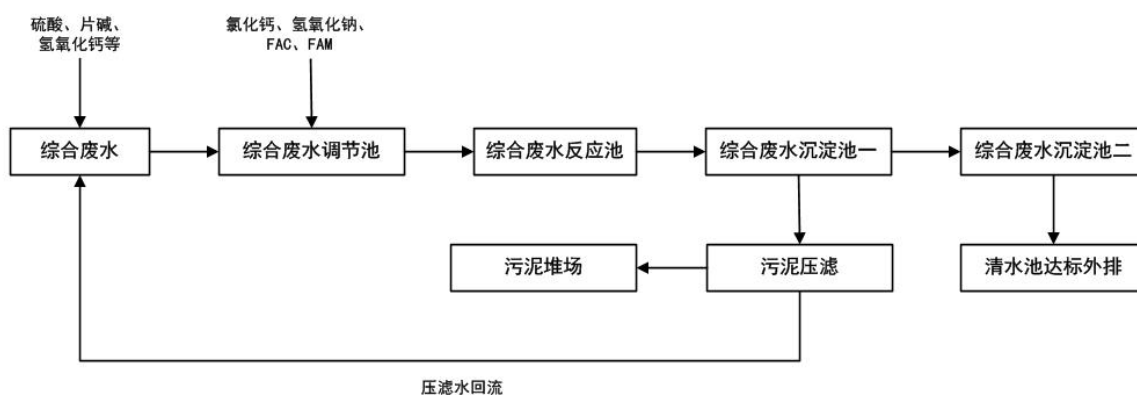 硫酸、片碱、
氢氧化钙等
氯化钙、氢氧化钠、
FAC、FAM
综合废水
综合废水调节池
综合废水反应池
综合废水沉淀池一
综合废水沉淀池二
污泥堆场
污泥压滤
清水池达标外排
压滤水回流